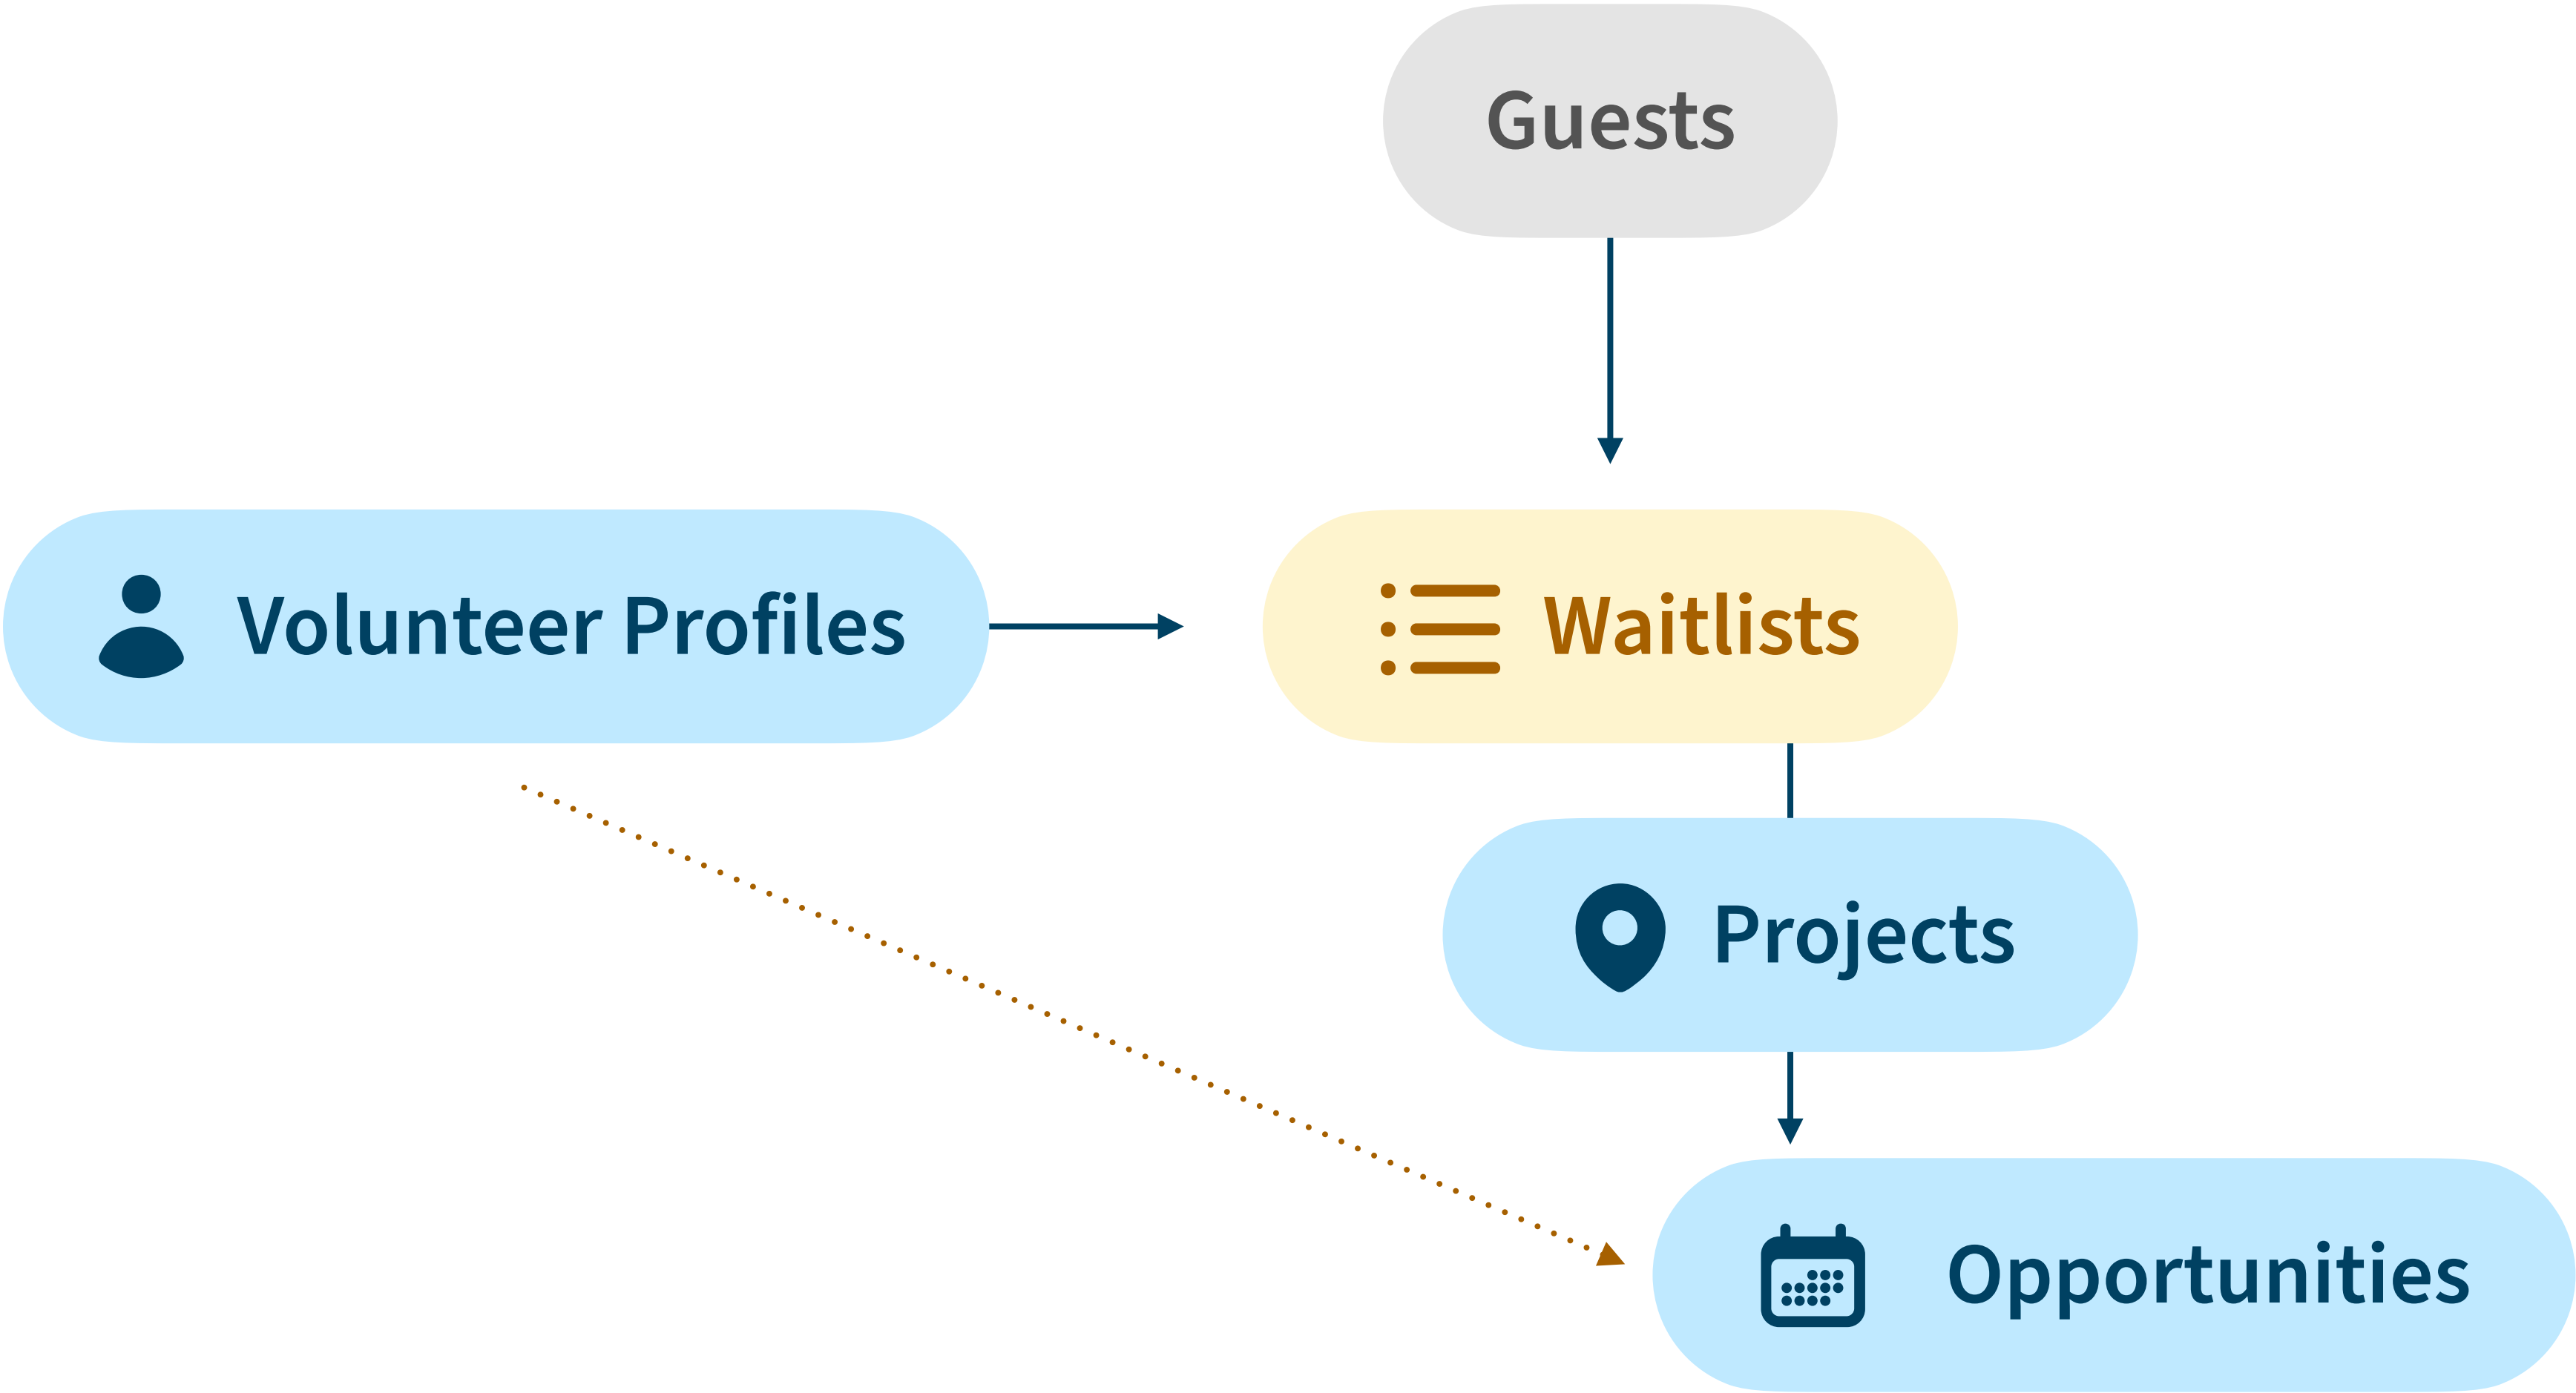 Guests
Volunteer Profiles
Waitlists
Projects
Opportunities